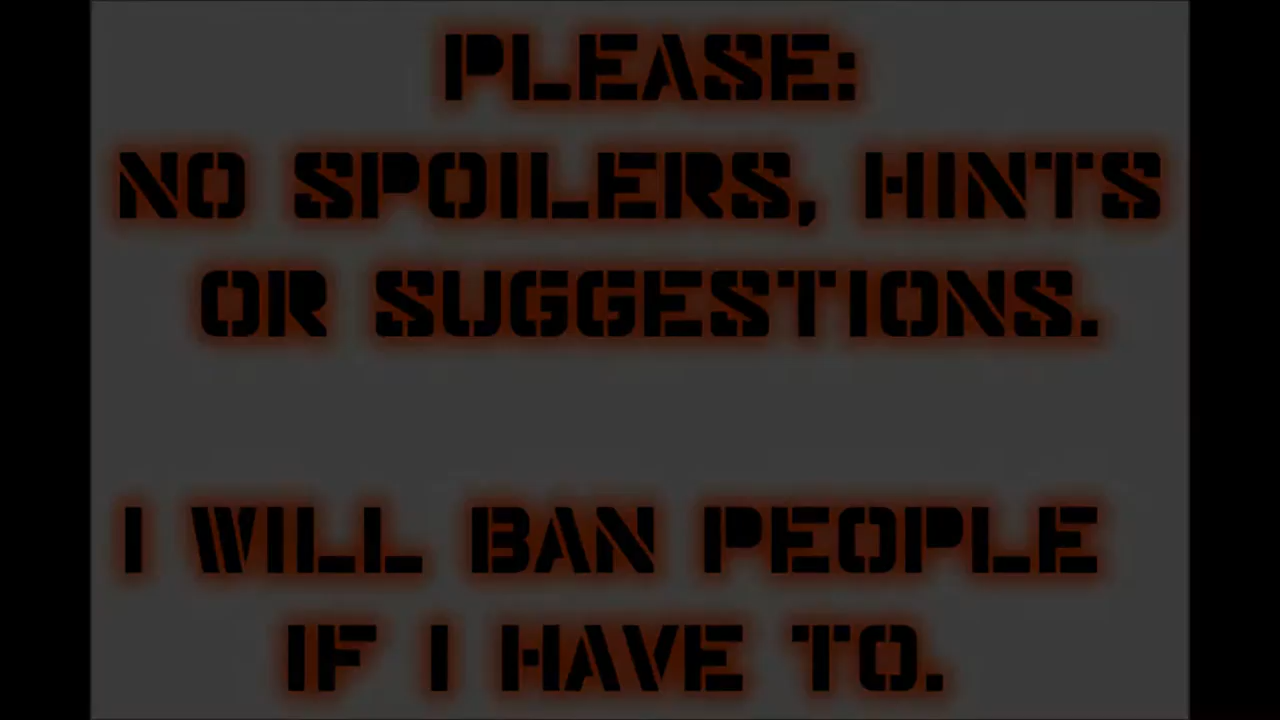 PLEASE:
NO SPOILERS, HINTS
OR SUGGESTIONS.
I WILL BAN PEOPLE
IF I HAVE TO.